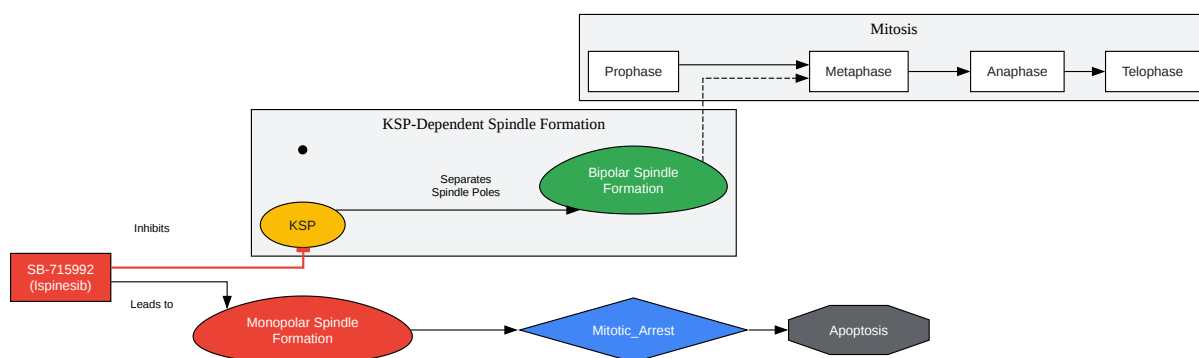 Mitosis
Prophase
Metaphase
Anaphase
Telophase
KSP-Dependent Spindle Formation
Separates
Spindle Poles
Bipolar Spindle
Formation
KSP
Inhibits
SB-715992
(Ispinesib)
Leads to
Monopolar Spindle
Formation
Mitotic_Arrest
Apoptosis